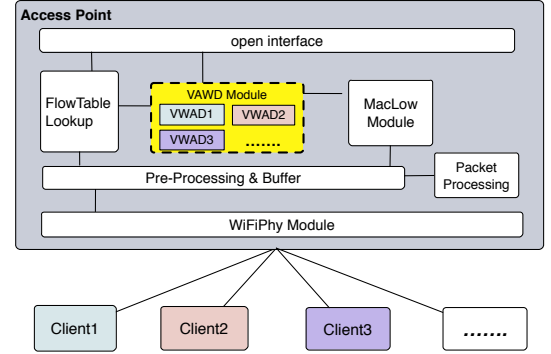 Access Point
open interface
FlowTable
Lookup
VAWD Module
VWAD1
VWAD2
VWAD3
.......
MacLow
Module
Pre-Processing & Buffer
Packet
Processing
WiFiPhy Module
Client1
Client2
Client3
.......